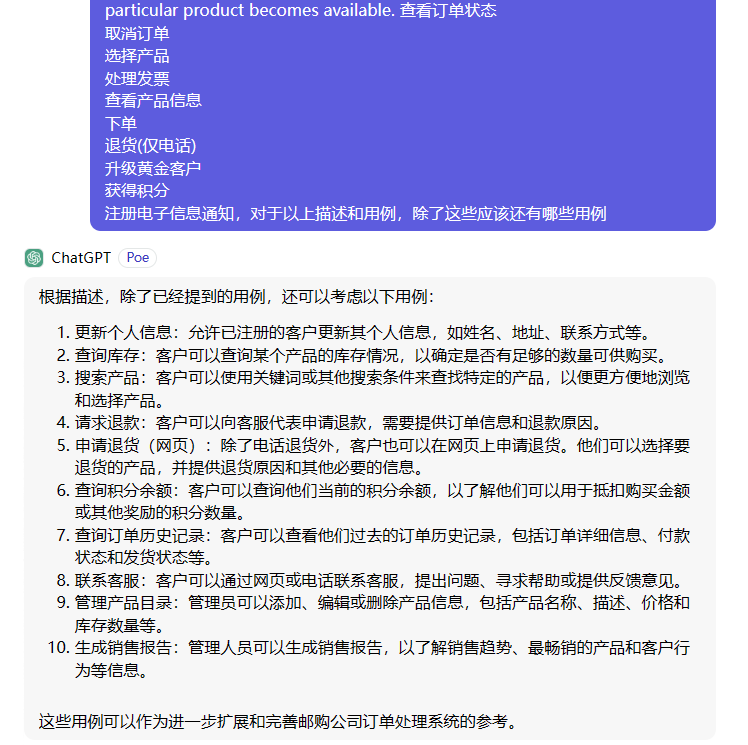 particular product becomes available. 查看订单状态
取消订单
选择产品
处理发票
查看产品信息
下单
退货(仅电话)
升级黄金客户
获得积分
注册电子信息通知，对于以上描述和用例，除了这些应该还有哪些用例
ChatGPT Poe
根据描述，除了已经提到的用例，还可以考虑以下用例：
1. 更新个人信息：允许已注册的客户更新其个人信息，如姓名、地址、联系方式等。
2. 查询库存：客户可以查询某个产品的库存情况，以确定是否有足够的数量可供购买。
3. 搜索产品：客户可以使用关键词或其他搜索条件来查找特定的产品，以便更方便地浏览
和选择产品。
4. 请求退款：客户可以向客服代表申请退款，需要提供订单信息和退款原因。
5. 申请退货（网页）：除了电话退货外，客户也可以在网页上申请退货。他们可以选择要
退货的产品，并提供退货原因和其他必要的信息。
6. 查询积分余额：客户可以查询他们当前的积分余额，以了解他们可以用于抵扣购买金额
或其他奖励的积分数量。
7. 查询订单历史记录：客户可以查看他们过去的订单历史记录，包括订单详细信息、付款
状态和发货状态等。
8. 联系客服：客户可以通过网页或电话联系客服，提出问题、寻求帮助或提供反馈意见。
9. 管理产品目录：管理员可以添加、编辑或删除产品信息，包括产品名称、描述、价格和
库存数量等。
10. 生成销售报告：管理人员可以生成销售报告，以了解销售趋势、最畅销的产品和客户行
为等信息。
这些用例可以作为进一步扩展和完善邮购公司订单处理系统的参考。